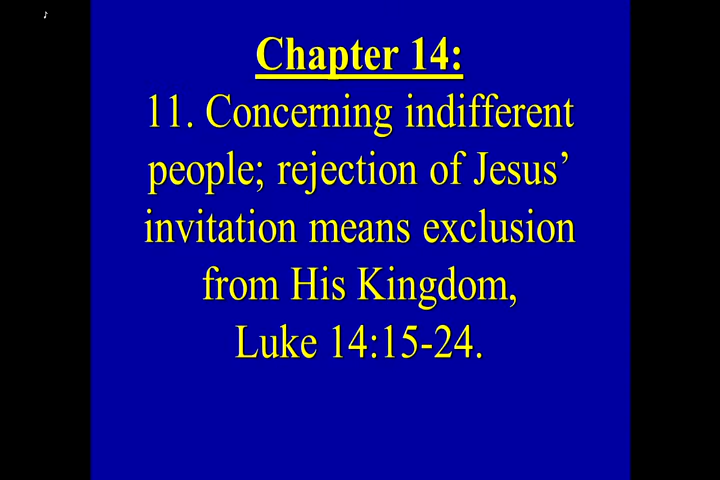 ♪
Chapter 14:
11. Concerning indifferent
people; rejection of Jesus’
invitation means exclusion
from His Kingdom,
Luke 14:15-24.